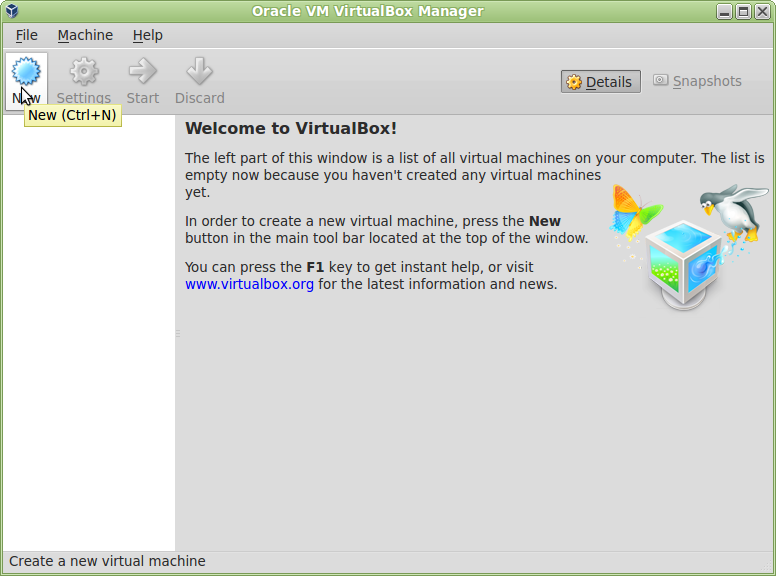 Oracle VM VirtualBox Manager
File Machine Help
New Settings Start Discard
Details Snapshots
New (Ctrl+N)
Welcome to VirtualBox!
The left part of this window is a list of all virtual machines on your computer. The list is
empty now because you haven't created any virtual machines
yet.
In order to create a new virtual machine, press the New
button in the main tool bar located at the top of the window.
You can press the F1 key to get instant help, or visit
www.virtualbox.org for the latest information and news.
Create a new virtual machine